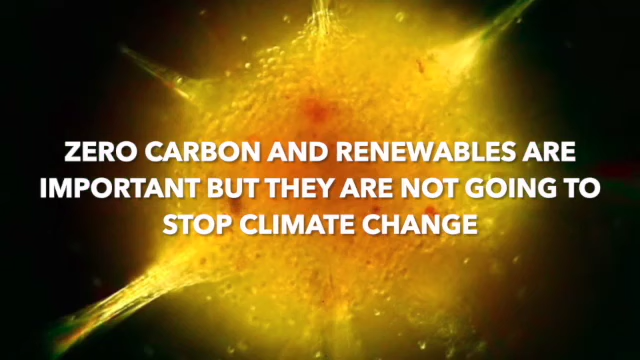 ZERO CARBON AND RENEWABLES ARE
IMPORTANT BUT THEY ARE NOT GOING TO
STOP CLIMATE CHANGE